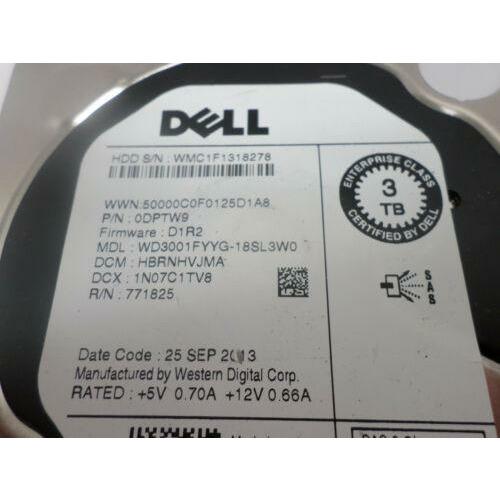 DELL
HDD S/N : WMC1F1318278
WWN:50000C0F0125D1A8
P/N : 0DPTW9
Firmware : D1R2
MDL : WD3001FYYG-18SL3W0
DCM : HBRNHVJMA
DCX : 1N07C1TV8
R/N : 771825
ENTERPRISE CLASS
3
TB
CERTIFIED BY DELL
SAS
Date Code : 25 SEP 2013
Manufactured by Western Digital Corp.
RATED : +5V 0.70A +12V 0.66A